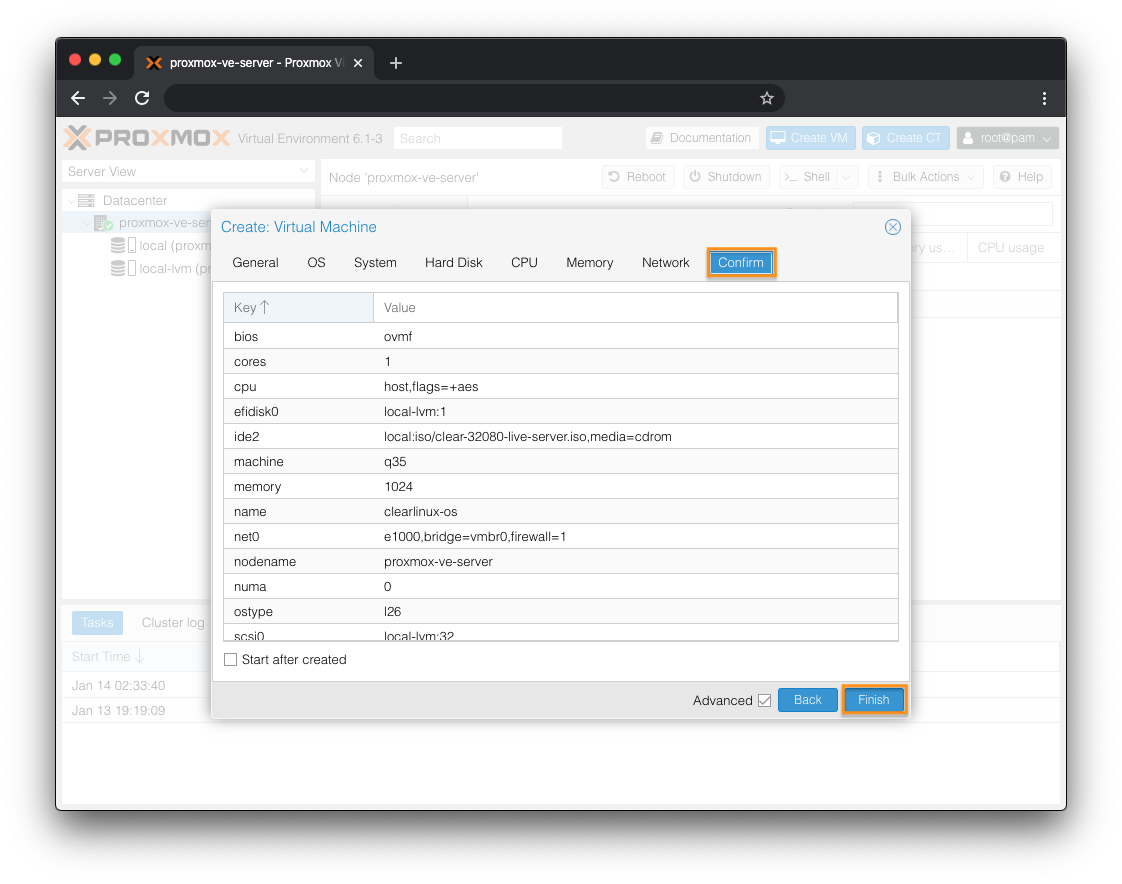 proxmox-ve-server - Proxmox Vi
PROXMOX Virtual Environment 6.1-3 Search Documentation Create VM Create CT root@pam
Server View
Node 'proxmox-ve-server' Reboot Shutdown >_ Shell Bulk Actions Help
Datacenter
proxmox-ve-ser
local (proxm
local-lvm (pr
ry us... CPU usage
Create: Virtual Machine
General OS System Hard Disk CPU Memory Network Confirm
Key Value
bios ovmf
cores 1
cpu host,flags=+aes
efidisk0 local-lvm:1
ide2 local:iso/clear-32080-live-server.iso,media=cdrom
machine q35
memory 1024
name clearlinux-os
net0 e1000,bridge=vmbr0,firewall=1
nodename proxmox-ve-server
numa 0
ostype l26
scsi0 local-lvm:32
Start after created
Advanced Back Finish
Tasks Cluster log
Start Time
Jan 14 02:33:40
Jan 13 19:19:09